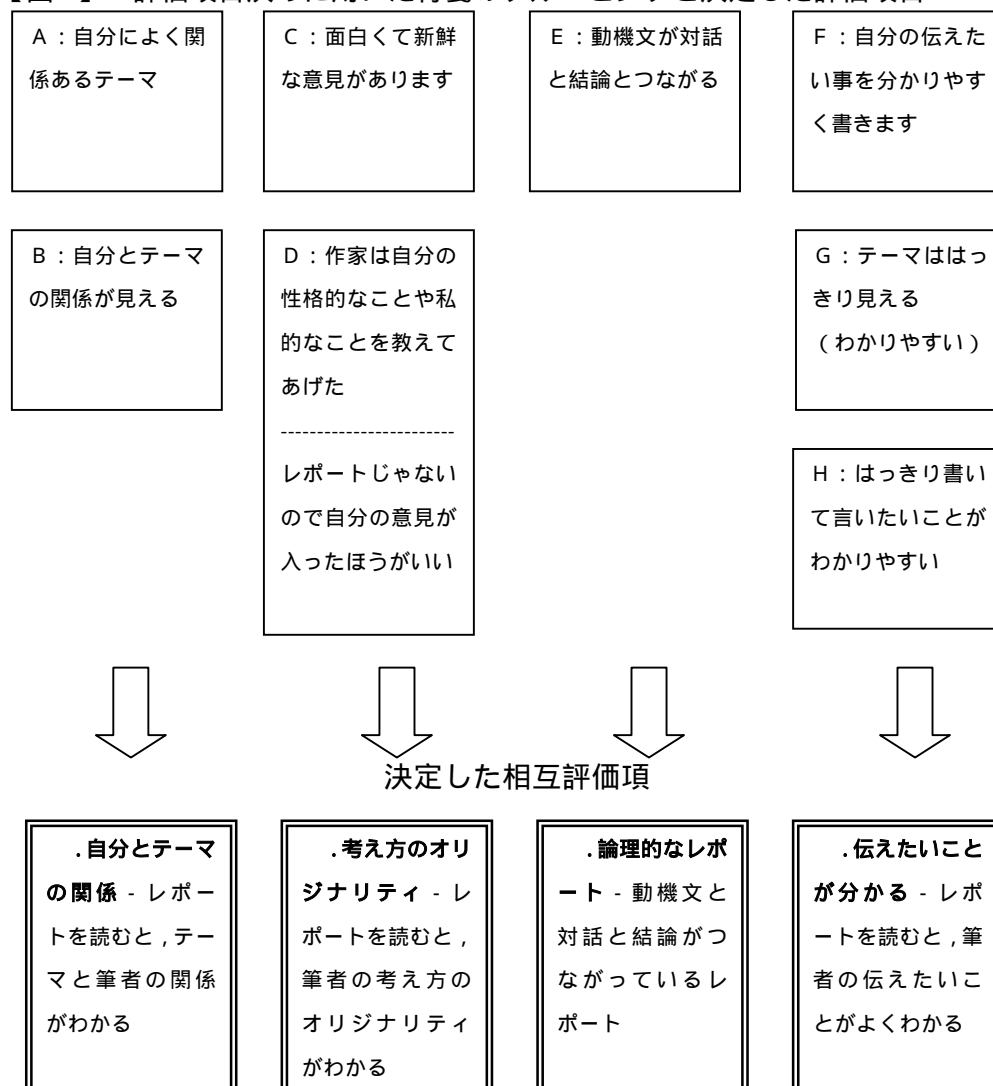 A：自分によく関
係あるテーマ
C：面白くて新鮮
な意見があります
E：動機文が対話
と結論とつながる
F：自分の伝えた
い事を分かりやす
く書きます
B：自分とテーマ
の関係が見える
D：作家は自分の
性格的なことや私
的なことを教えて
あげた
------------------------
レポートじゃない
ので自分の意見が
入ったほうがいい
G：テーマははっ
きり見える
（わかりやすい）
H：はっきり書い
て言いたいことが
わかりやすい
決定した相互評価項
.自分とテーマ
の関係 - レポー
トを読むと，テー
マと筆者の関係
がわかる
.考え方のオリ
ジナリティ - レ
ポートを読むと，
筆者の考え方の
オリジナリティ
がわかる
.論理的なレポ
ート - 動機文と
対話と結論がつ
ながっているレ
ポート
.伝えたいこと
が分かる - レポ
ートを読むと，筆
者の伝えたいこ
とがよくわかる